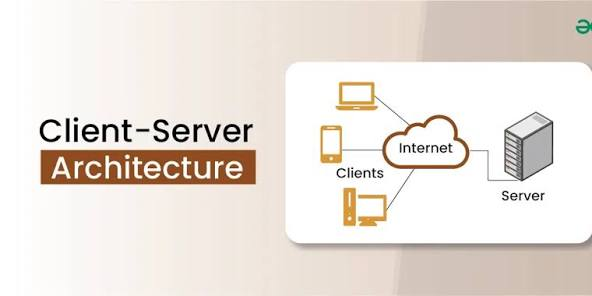 Client-Server
Architecture
Internet
Clients
Server